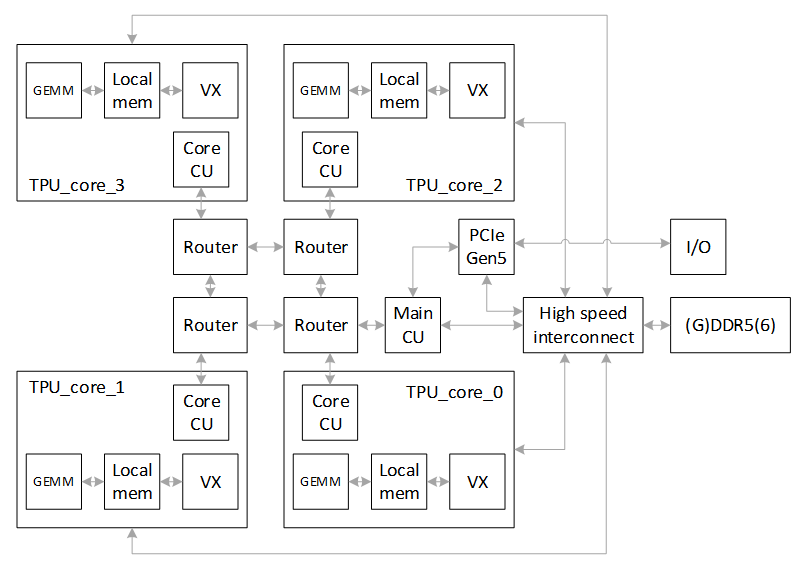 GEMM
Local
mem
VX
Core
CU
TPU_core_3
GEMM
Local
mem
VX
Core
CU
TPU_core_2
Router
Router
PCIe
Gen5
I/O
Router
Router
Main
CU
High speed
interconnect
(G)DDR5(6)
TPU_core_1
Core
CU
GEMM
Local
mem
VX
TPU_core_0
Core
CU
GEMM
Local
mem
VX